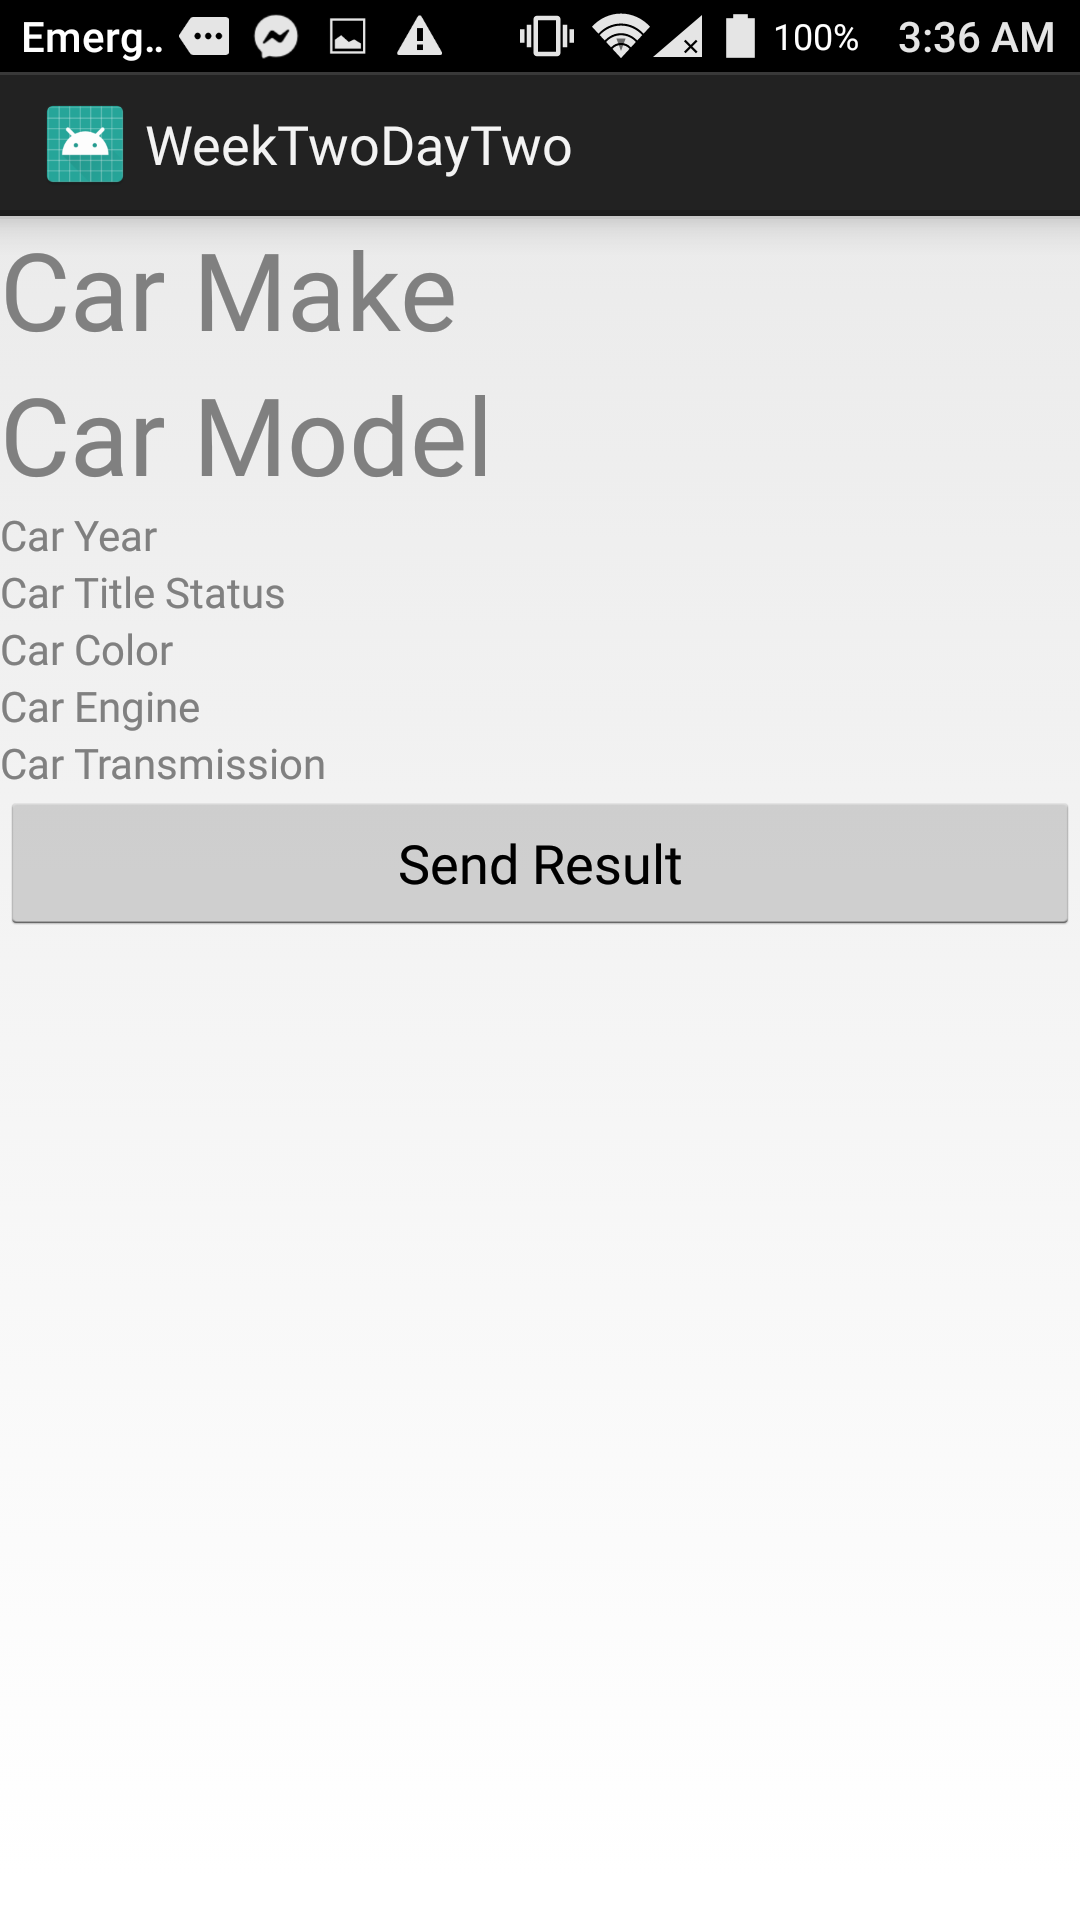 Emerg.. 100% 3:36 AM
WeekTwoDayTwo
Car Make
Car Model
Car Year
Car Title Status
Car Color
Car Engine
Car Transmission
Send Result